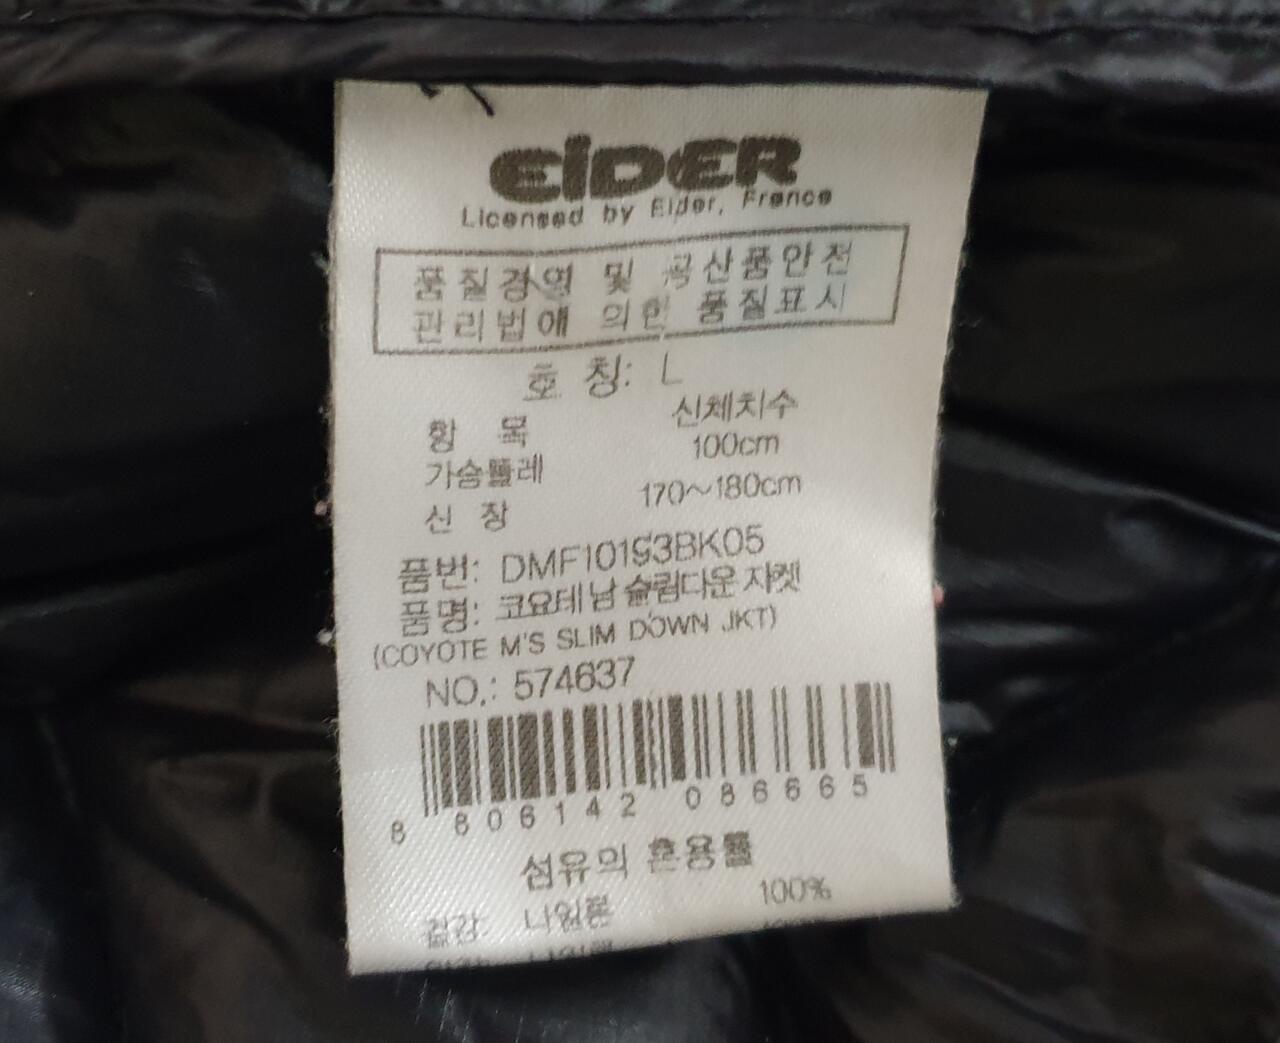 EiDER
Licensed by Eider, France
품질경영 및 공산품안전
관리법애 의한 품질표시
호 칭: L
항 목 신체치수
가슴둘레 100cm
신 장 170~180cm
품번: DMF10193BK05
품명: 코요테 남 슬림다운 자켓
(COYOTE M'S SLIM DOWN JKT)
NO.: 574637
8 806142 086665
섬유의 혼용률
겉감 나일론 100%